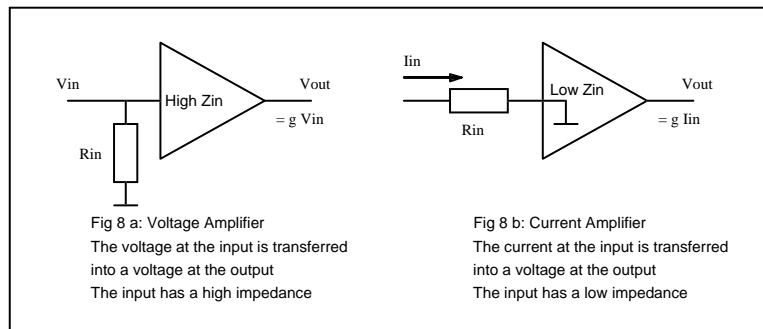 Vin
High Zin
Vout
= g Vin
Rin
Fig 8 a: Voltage Amplifier
The voltage at the input is transferred
into a voltage at the output
The input has a high impedance
Iin
Low Zin
Vout
= g Iin
Rin
Fig 8 b: Current Amplifier
The current at the input is transferred
into a voltage at the output
The input has a low impedance